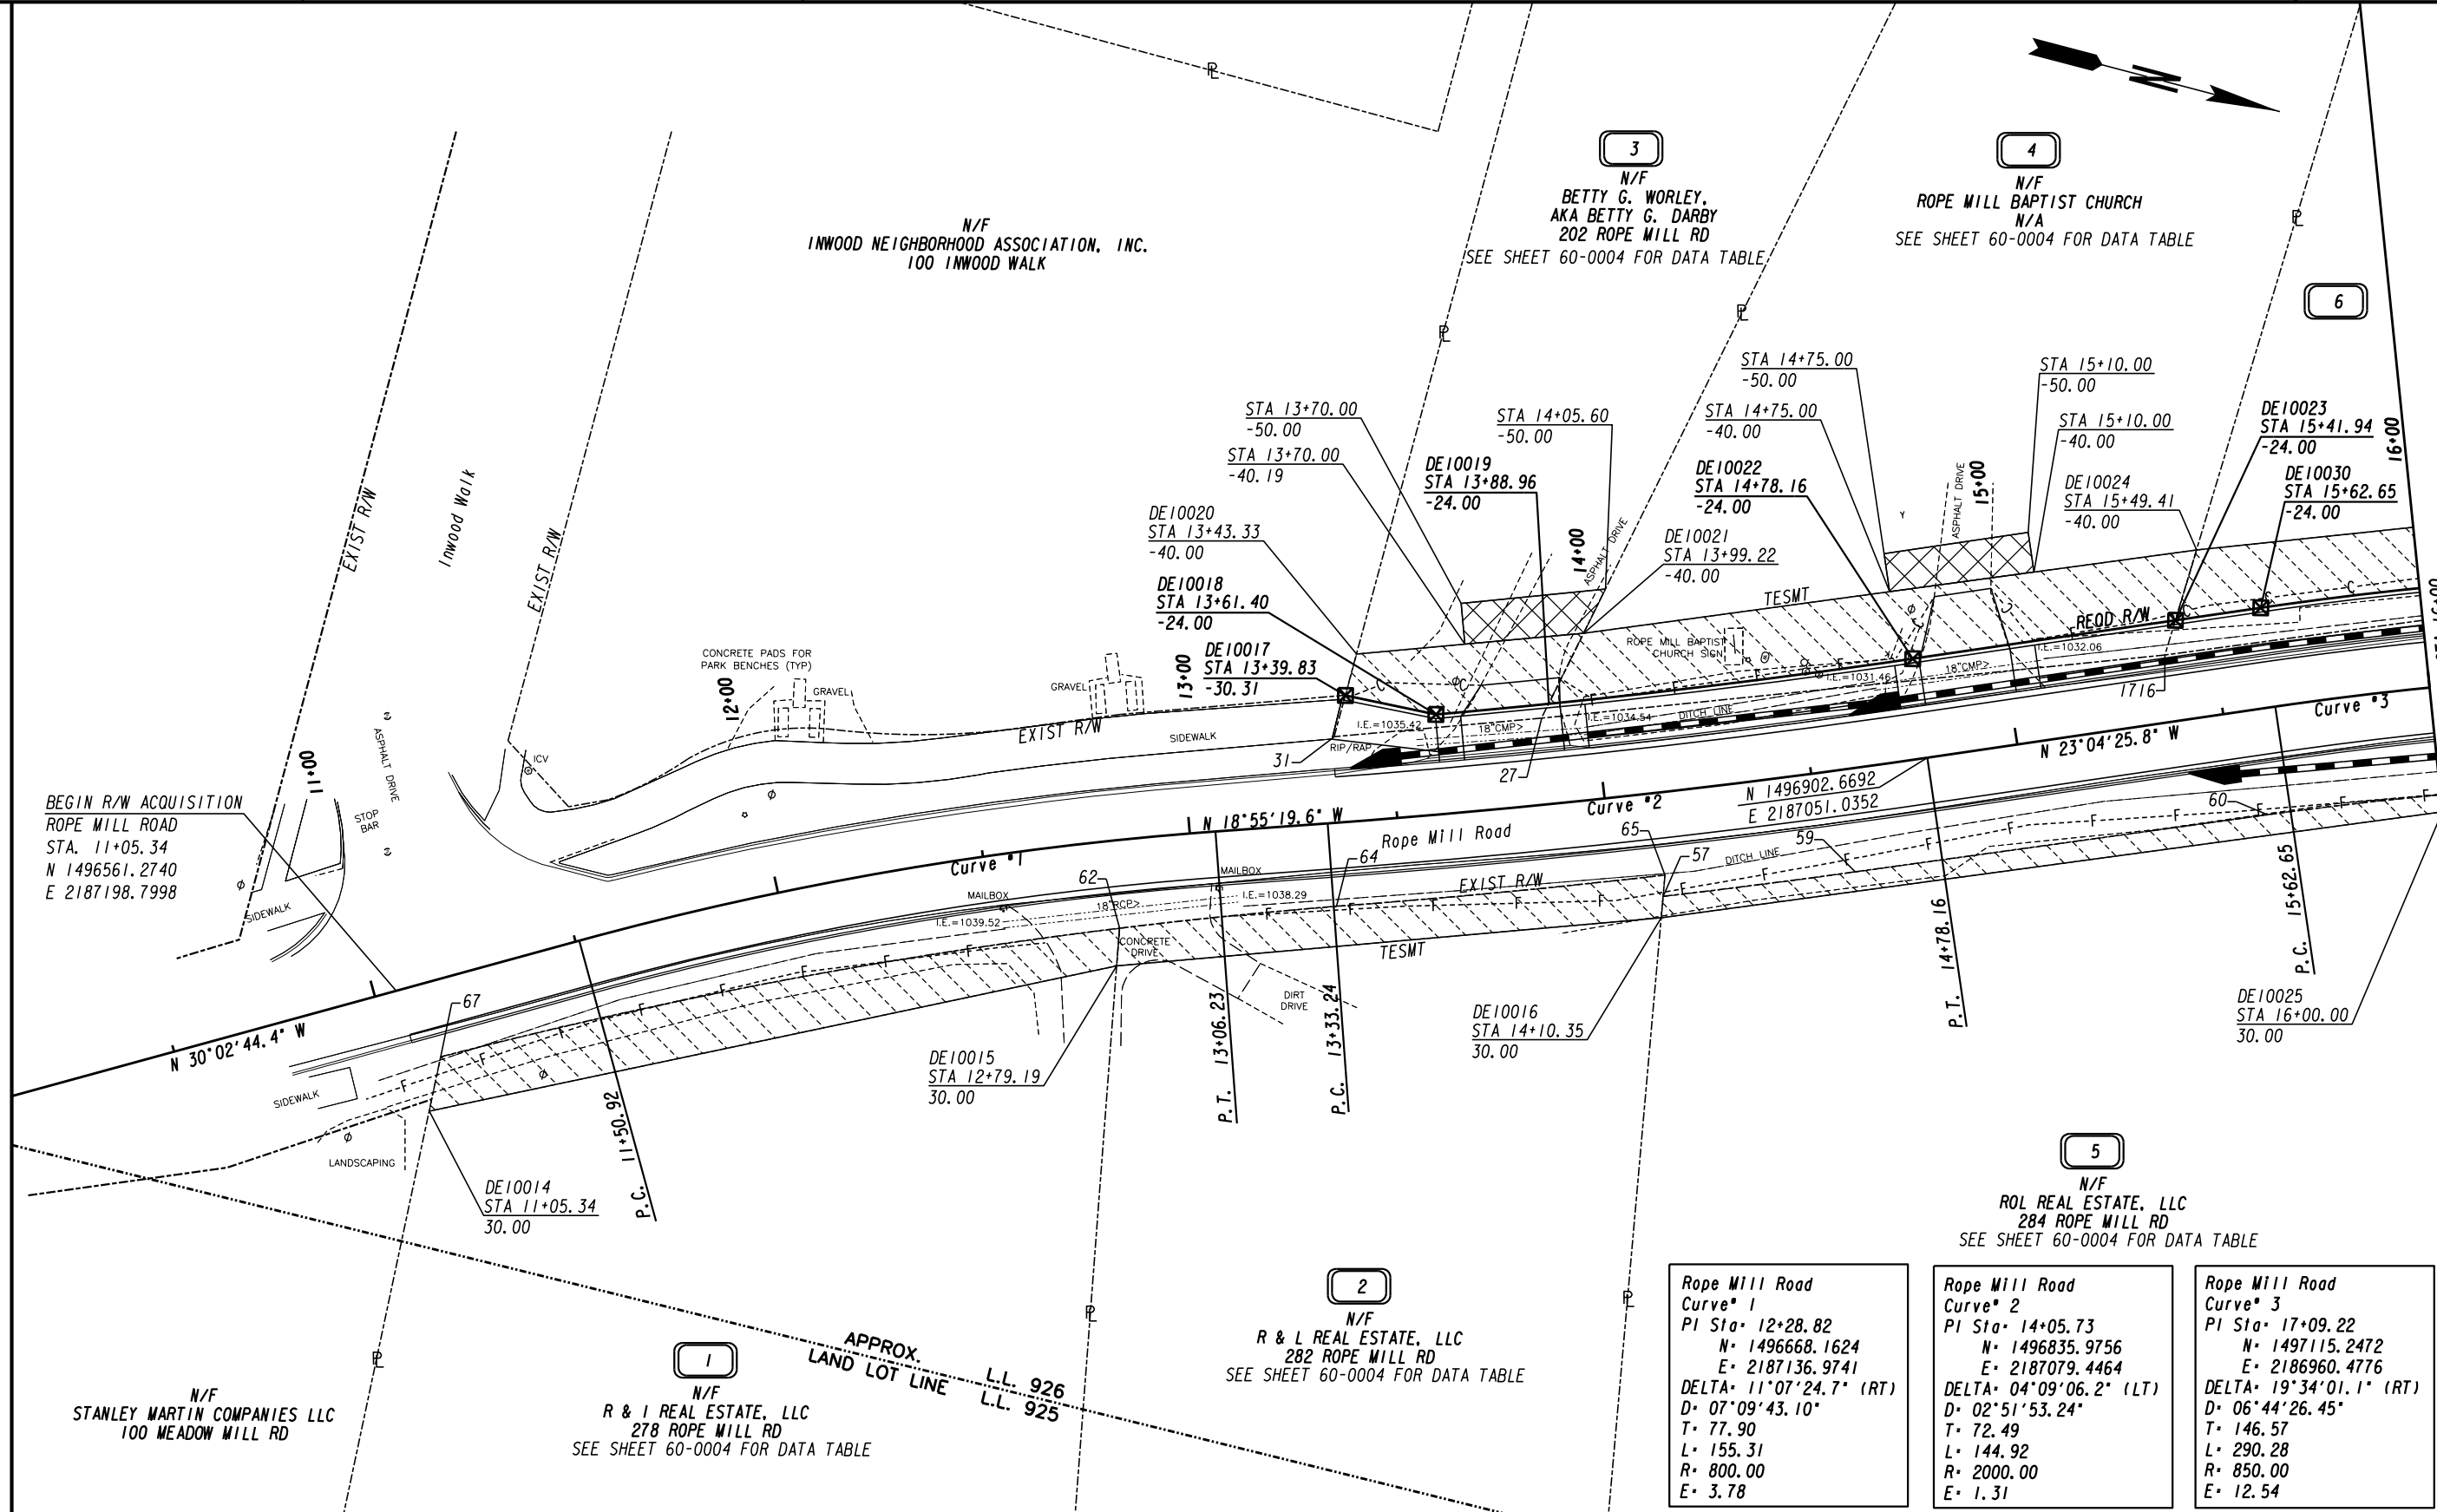 N
3
N/F
BETTY G. WORLEY,
AKA BETTY G. DARBY
202 ROPE MILL RD
SEE SHEET 60-0004 FOR DATA TABLE
4
N/F
ROPE MILL BAPTIST CHURCH
N/A
SEE SHEET 60-0004 FOR DATA TABLE
6
N/F
INWOOD NEIGHBORHOOD ASSOCIATION, INC.
100 INWOOD WALK
EXIST R/W
Inwood Walk
EXIST R/W
STA 13+70.00
-50.00
STA 13+70.00
-40.19
STA 14+05.60
-50.00
STA 14+75.00
-50.00
STA 14+75.00
-40.00
STA 15+10.00
-50.00
STA 15+10.00
-40.00
DE10023
STA 15+41.94
-24.00
16+00
DE10019
STA 13+88.96
-24.00
DE10022
STA 14+78.16
-24.00
DE10024
STA 15+49.41
-40.00
DE10030
STA 15+62.65
-24.00
DE10020
STA 13+43.33
-40.00
DE10021
STA 13+99.22
-40.00
DE10018
STA 13+61.40
-24.00
DE10017
STA 13+39.83
-30.31
14+00
ASPHALT DRIVE
15+00
ASPHALT DRIVE
TESMT
REQD R/W
ROPE MILL BAPTIST
CHURCH SIGN
I.E.=1032.06
18"CMP>
I.E.=1031.46
1716
CONCRETE PADS FOR
PARK BENCHES (TYP)
12+00
GRAVEL
GRAVEL
13+00
EXIST R/W
SIDEWALK
I.E.=1035.42
18"CMP>
I.E.=1034.54
DITCH LINE
RIP/RAP
31
27
ICV
11+00
ASPHALT DRIVE
STOP
BAR
SIDEWALK
BEGIN R/W ACQUISITION
ROPE MILL ROAD
STA. 11+05.34
N 1496561.2740
E 2187198.7998
N 30°02'44.4" W
Curve #1
N 18°55'19.6" W
Rope Mill Road
Curve #2
N 1496902.6692
E 2187051.0352
N 23°04'25.8" W
Curve #3
MAILBOX
MAILBOX
62
64
65
57
59
60
I.E.=1039.52
18"RCP>
I.E.=1038.29
EXIST R/W
DITCH LINE
CONCRETE
DRIVE
DIRT
DRIVE
TESMT
67
SIDEWALK
LANDSCAPING
P.C. 11+50.92
P.T. 13+06.23
P.C. 13+33.24
P.T. 14+78.16
P.C. 15+62.65
DE10014
STA 11+05.34
30.00
DE10015
STA 12+79.19
30.00
DE10016
STA 14+10.35
30.00
DE10025
STA 16+00.00
30.00
APPROX.
LAND LOT LINE
L.L. 926
L.L. 925
N/F
STANLEY MARTIN COMPANIES LLC
100 MEADOW MILL RD
1
N/F
R & I REAL ESTATE, LLC
278 ROPE MILL RD
SEE SHEET 60-0004 FOR DATA TABLE
2
N/F
R & L REAL ESTATE, LLC
282 ROPE MILL RD
SEE SHEET 60-0004 FOR DATA TABLE
5
N/F
ROL REAL ESTATE, LLC
284 ROPE MILL RD
SEE SHEET 60-0004 FOR DATA TABLE
Rope Mill Road
Curve# 1
PI Sta= 12+28.82
N= 1496668.1624
E= 2187136.9741
DELTA= 11°07'24.7" (RT)
D= 07°09'43.10"
T= 77.90
L= 155.31
R= 800.00
E= 3.78
Rope Mill Road
Curve# 2
PI Sta= 14+05.73
N= 1496835.9756
E= 2187079.4464
DELTA= 04°09'06.2" (LT)
D= 02°51'53.24"
T= 72.49
L= 144.92
R= 2000.00
E= 1.31
Rope Mill Road
Curve# 3
PI Sta= 17+09.22
N= 1497115.2472
E= 2186960.4776
DELTA= 19°34'01.1" (RT)
D= 06°44'26.45"
T= 146.57
L= 290.28
R= 850.00
E= 12.54